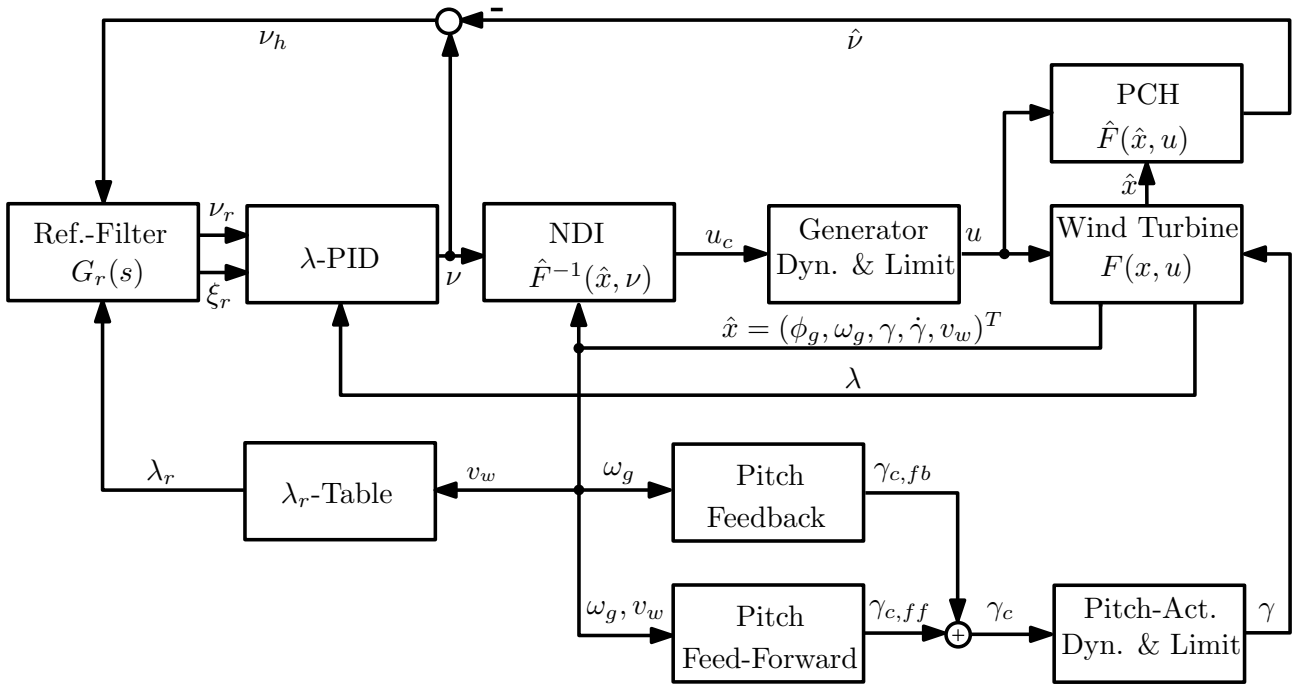 -
ν_h
ν̂
PCH
F̂(x̂, u)
x̂
Ref.-Filter
G_r(s)
ν_r
ξ_r
λ-PID
ν
NDI
F̂⁻¹(x̂, ν)
u_c
Generator
Dyn. & Limit
u
Wind Turbine
F(x, u)
x̂ = (ϕ_g, ω_g, γ, γ̇, v_w)^T
λ
λ_r
λ_r-Table
v_w
ω_g
Pitch
Feedback
γ_{c,fb}
ω_g, v_w
Pitch
Feed-Forward
γ_{c,ff}
+
γ_c
Pitch-Act.
Dyn. & Limit
γ